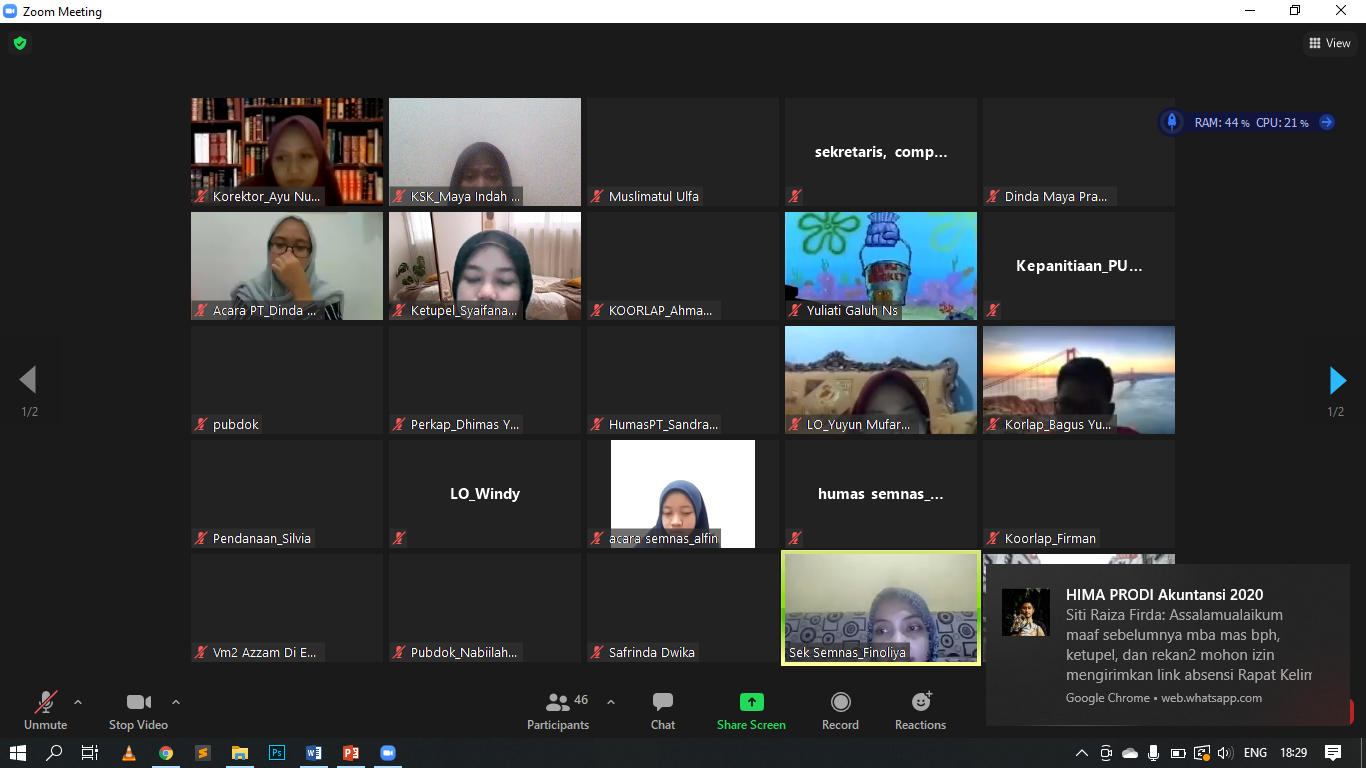 Zoom Meeting
View
RAM: 44 % CPU: 21 %
Korektor_Ayu Nu...
KSK_Maya Indah ...
Muslimatul Ulfa
sekretaris, comp...
Dinda Maya Pra...
Acara PT_Dinda ...
Ketupel_Syaifana...
KOORLAP_Ahma...
Yuliati Galuh Ns
Kepanitiaan_PU...
1/2
1/2
pubdok
Perkap_Dhimas Y...
HumasPT_Sandra...
LO_Yuyun Mufar...
Korlap_Bagus Yu...
Pendanaan_Silvia
LO_Windy
acara semnas_alfin
humas semnas_...
Koorlap_Firman
Vm2 Azzam Di E...
Pubdok_Nabiilah...
Safrinda Dwika
Sek Semnas_Finoliya
HIMA PRODI Akuntansi 2020
Siti Raiza Firda: Assalamualaikum
maaf sebelumnya mba mas bph,
ketupel, dan rekan2 mohon izin
mengirimkan link absensi Rapat Kelim
Google Chrome • web.whatsapp.com
Unmute
Stop Video
46
Participants
Chat
Share Screen
Record
Reactions
ENG
18:29